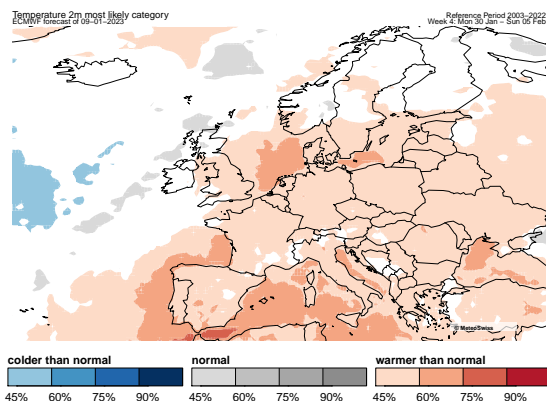 Temperature 2m most likely category
ECMWF forecast of 09−01−2023
Reference Period 2003−2022
Week 4: Mon 30 Jan − Sun 05 Feb
© MeteoSwiss
colder than normal
normal
warmer than normal
45% 60% 75% 90% 45% 60% 75% 90% 45% 60% 75% 90%